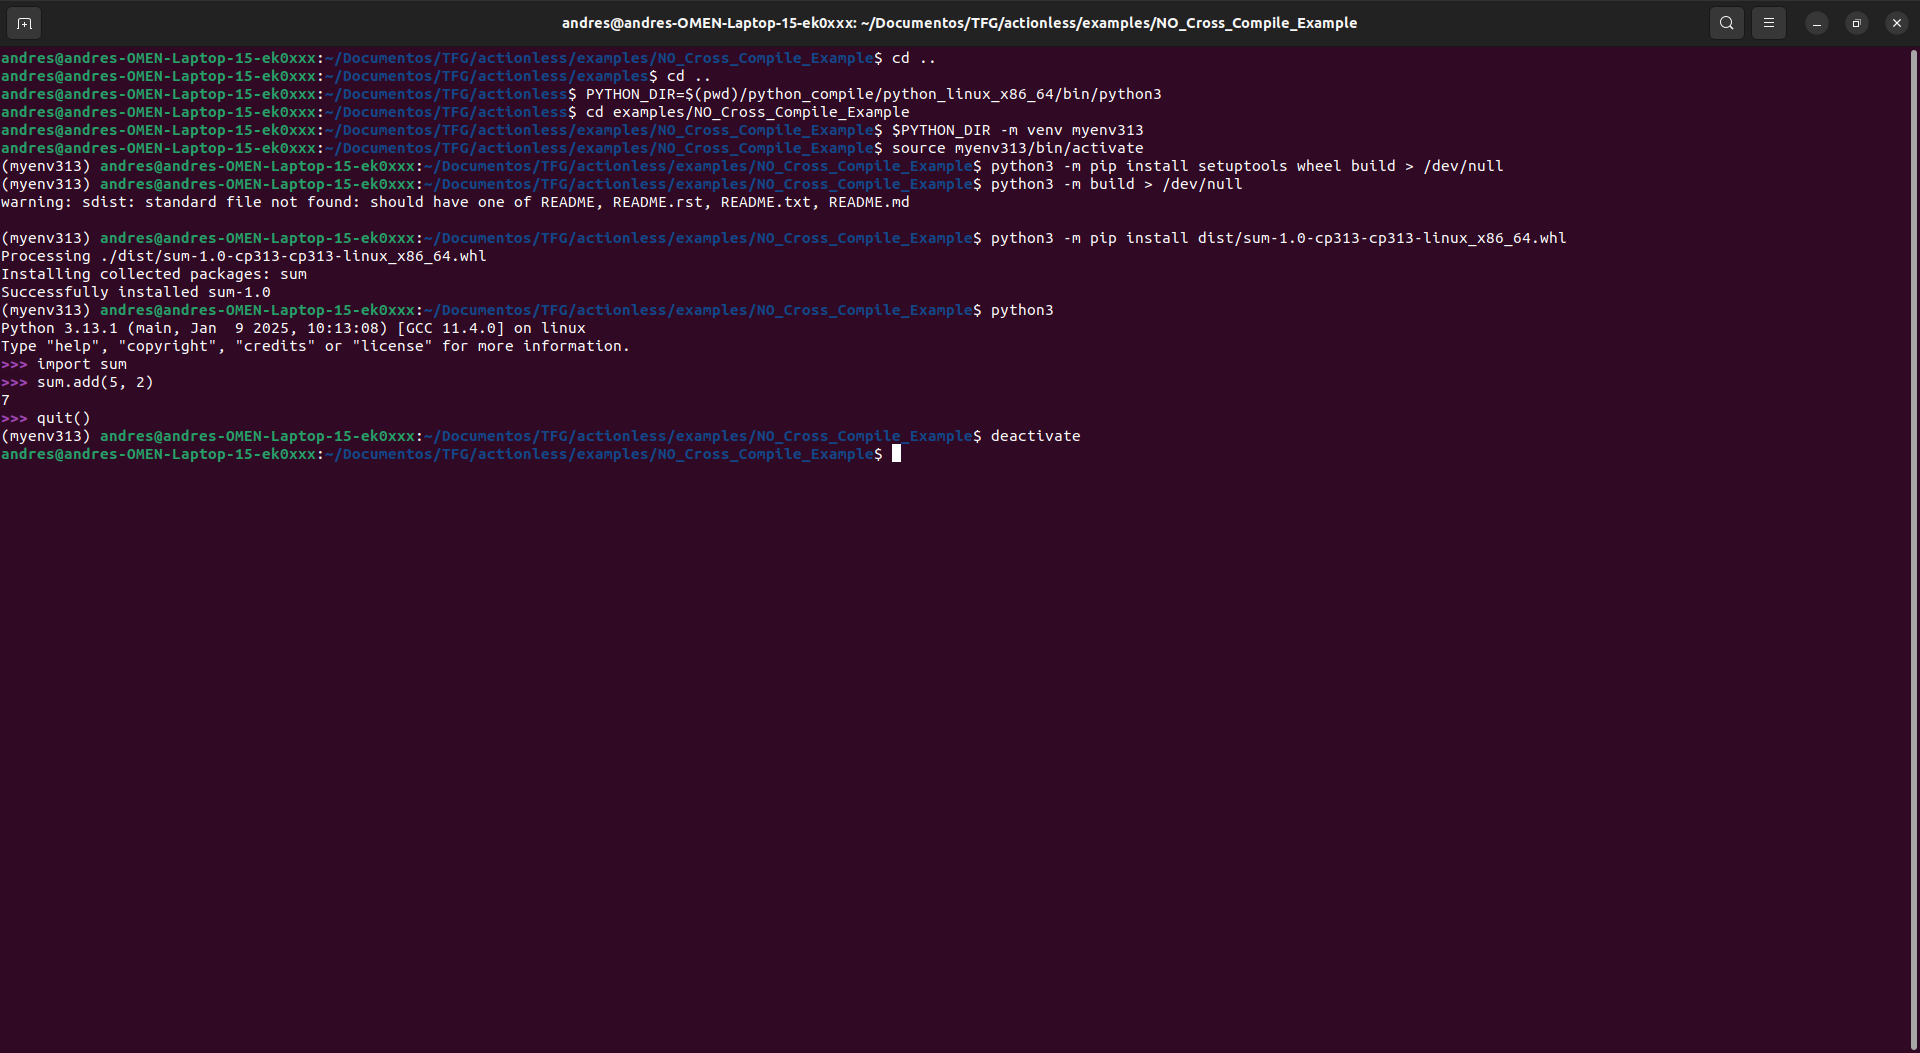 andres@andres-OMEN-Laptop-15-ek0xxx: ~/Documentos/TFG/actionless/examples/NO_Cross_Compile_Example
andres@andres-OMEN-Laptop-15-ek0xxx:~/Documentos/TFG/actionless/examples/NO_Cross_Compile_Example$ cd ..
andres@andres-OMEN-Laptop-15-ek0xxx:~/Documentos/TFG/actionless/examples$ cd ..
andres@andres-OMEN-Laptop-15-ek0xxx:~/Documentos/TFG/actionless$ PYTHON_DIR=$(pwd)/python_compile/python_linux_x86_64/bin/python3
andres@andres-OMEN-Laptop-15-ek0xxx:~/Documentos/TFG/actionless$ cd examples/NO_Cross_Compile_Example
andres@andres-OMEN-Laptop-15-ek0xxx:~/Documentos/TFG/actionless/examples/NO_Cross_Compile_Example$ $PYTHON_DIR -m venv myenv313
andres@andres-OMEN-Laptop-15-ek0xxx:~/Documentos/TFG/actionless/examples/NO_Cross_Compile_Example$ source myenv313/bin/activate
(myenv313) andres@andres-OMEN-Laptop-15-ek0xxx:~/Documentos/TFG/actionless/examples/NO_Cross_Compile_Example$ python3 -m pip install setuptools wheel build > /dev/null
(myenv313) andres@andres-OMEN-Laptop-15-ek0xxx:~/Documentos/TFG/actionless/examples/NO_Cross_Compile_Example$ python3 -m build > /dev/null
warning: sdist: standard file not found: should have one of README, README.rst, README.txt, README.md
(myenv313) andres@andres-OMEN-Laptop-15-ek0xxx:~/Documentos/TFG/actionless/examples/NO_Cross_Compile_Example$ python3 -m pip install dist/sum-1.0-cp313-cp313-linux_x86_64.whl
Processing ./dist/sum-1.0-cp313-cp313-linux_x86_64.whl
Installing collected packages: sum
Successfully installed sum-1.0
(myenv313) andres@andres-OMEN-Laptop-15-ek0xxx:~/Documentos/TFG/actionless/examples/NO_Cross_Compile_Example$ python3
Python 3.13.1 (main, Jan  9 2025, 10:13:08) [GCC 11.4.0] on linux
Type "help", "copyright", "credits" or "license" for more information.
>>> import sum
>>> sum.add(5, 2)
7
>>> quit()
(myenv313) andres@andres-OMEN-Laptop-15-ek0xxx:~/Documentos/TFG/actionless/examples/NO_Cross_Compile_Example$ deactivate
andres@andres-OMEN-Laptop-15-ek0xxx:~/Documentos/TFG/actionless/examples/NO_Cross_Compile_Example$